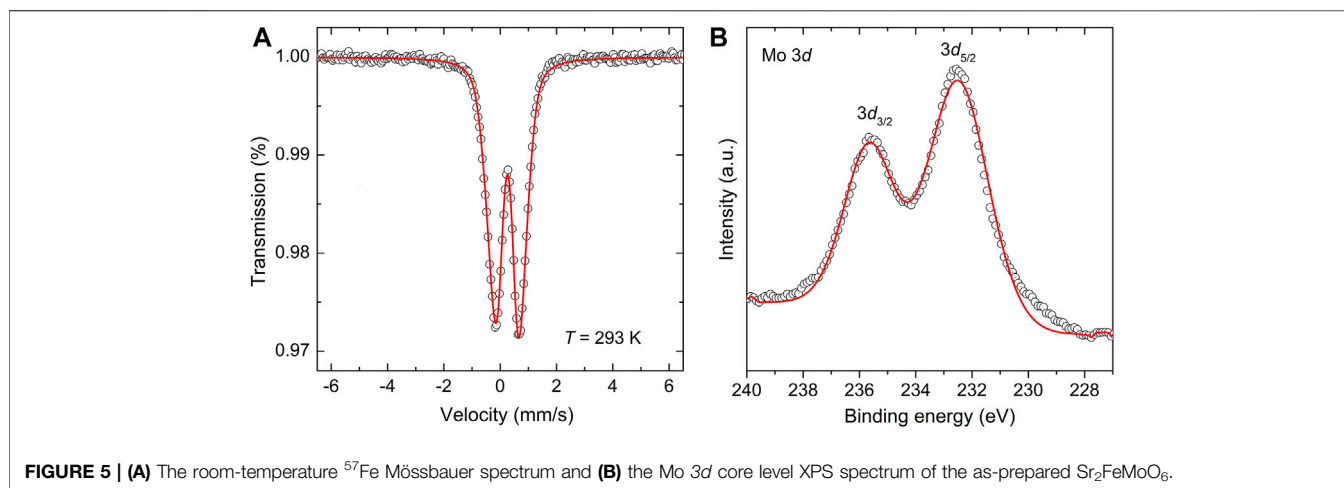 A
1.00
0.99
0.98
0.97
Transmission (%)
T = 293 K
-6 -4 -2 0 2 4 6
Velocity (mm/s)
B
Mo 3d
3d5/2
3d3/2
Intensity (a.u.)
240 238 236 234 232 230 228
Binding energy (eV)
FIGURE 5 | (A) The room-temperature 57Fe Mössbauer spectrum and (B) the Mo 3d core level XPS spectrum of the as-prepared Sr2FeMoO6.